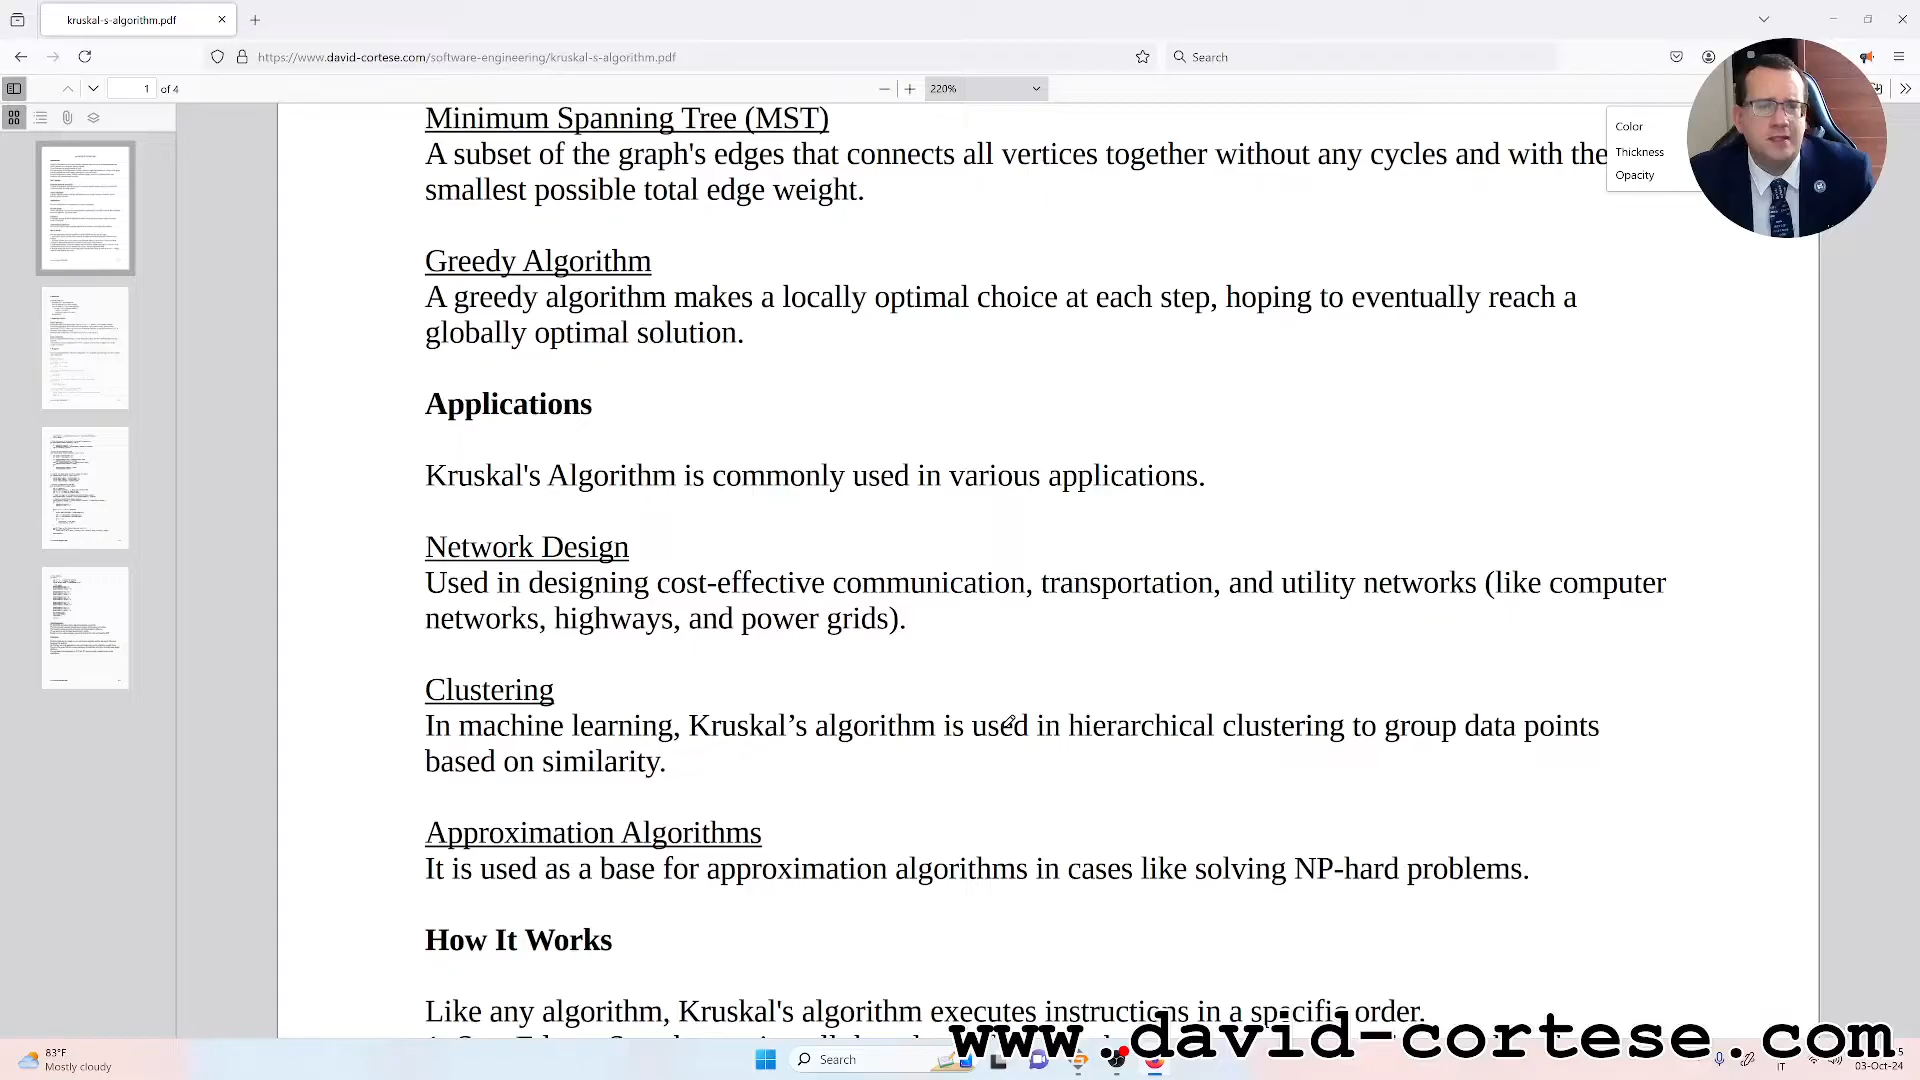 kruskal-s-algorithm.pdf
https://www.david-cortese.com/software-engineering/kruskal-s-algorithm.pdf
Search
1 of 4
220%
Color
Thickness
Opacity
Minimum Spanning Tree (MST)
A subset of the graph's edges that connects all vertices together without any cycles and with the
smallest possible total edge weight.
Greedy Algorithm
A greedy algorithm makes a locally optimal choice at each step, hoping to eventually reach a
globally optimal solution.
Applications
Kruskal's Algorithm is commonly used in various applications.
Network Design
Used in designing cost-effective communication, transportation, and utility networks (like computer
networks, highways, and power grids).
Clustering
In machine learning, Kruskal’s algorithm is used in hierarchical clustering to group data points
based on similarity.
Approximation Algorithms
It is used as a base for approximation algorithms in cases like solving NP-hard problems.
How It Works
Like any algorithm, Kruskal's algorithm executes instructions in a specific order.
www.david-cortese.com
83°F
Mostly cloudy
Search
IT
03-Oct-24